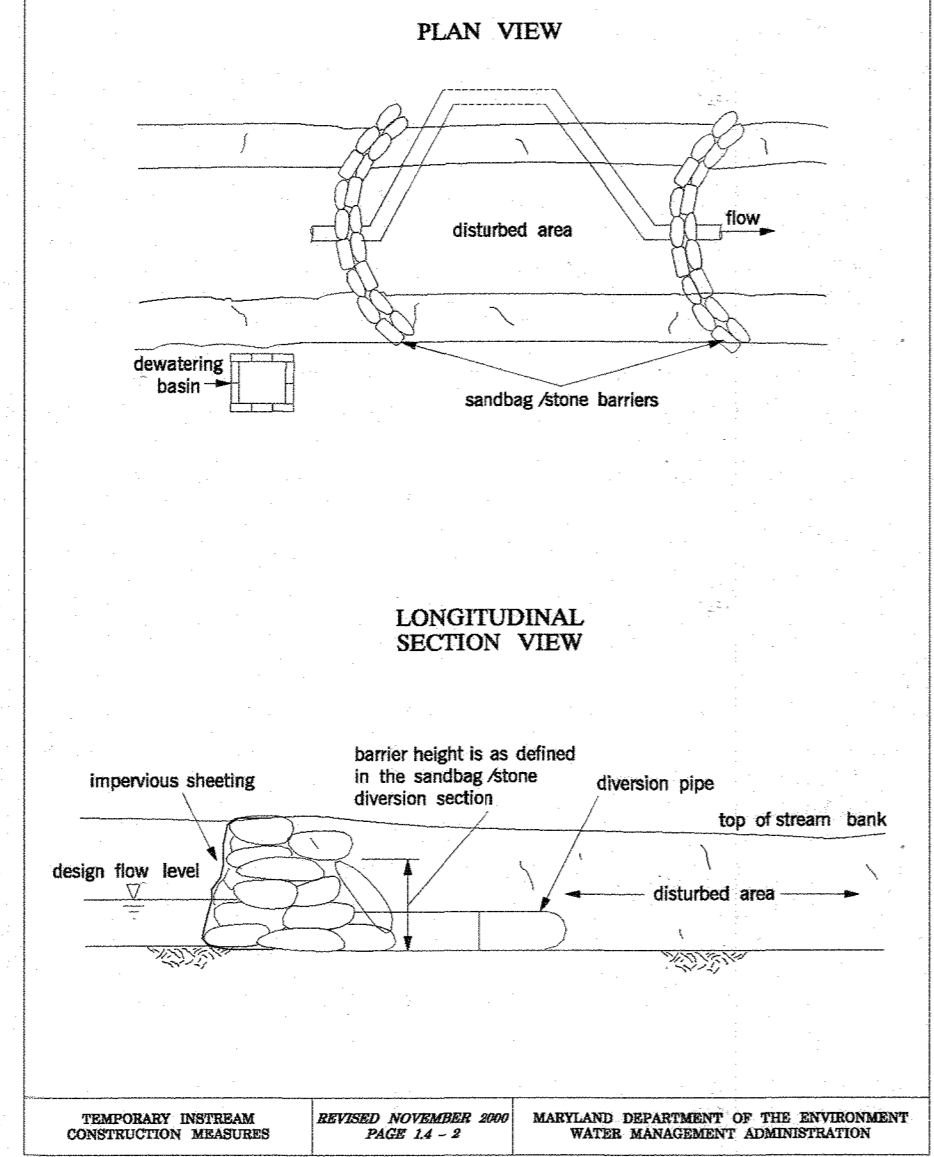 PLAN VIEW
flow
disturbed area
dewatering
basin
sandbag /stone barriers
LONGITUDINAL
SECTION VIEW
barrier height is as defined
in the sandbag /stone
diversion section
impervious sheeting
diversion pipe
top of stream bank
design flow level
disturbed area
TEMPORARY INSTREAM
CONSTRUCTION MEASURES
REVISED NOVEMBER 2000
PAGE 1.4 - 2
MARYLAND DEPARTMENT OF THE ENVIRONMENT
WATER MANAGEMENT ADMINISTRATION